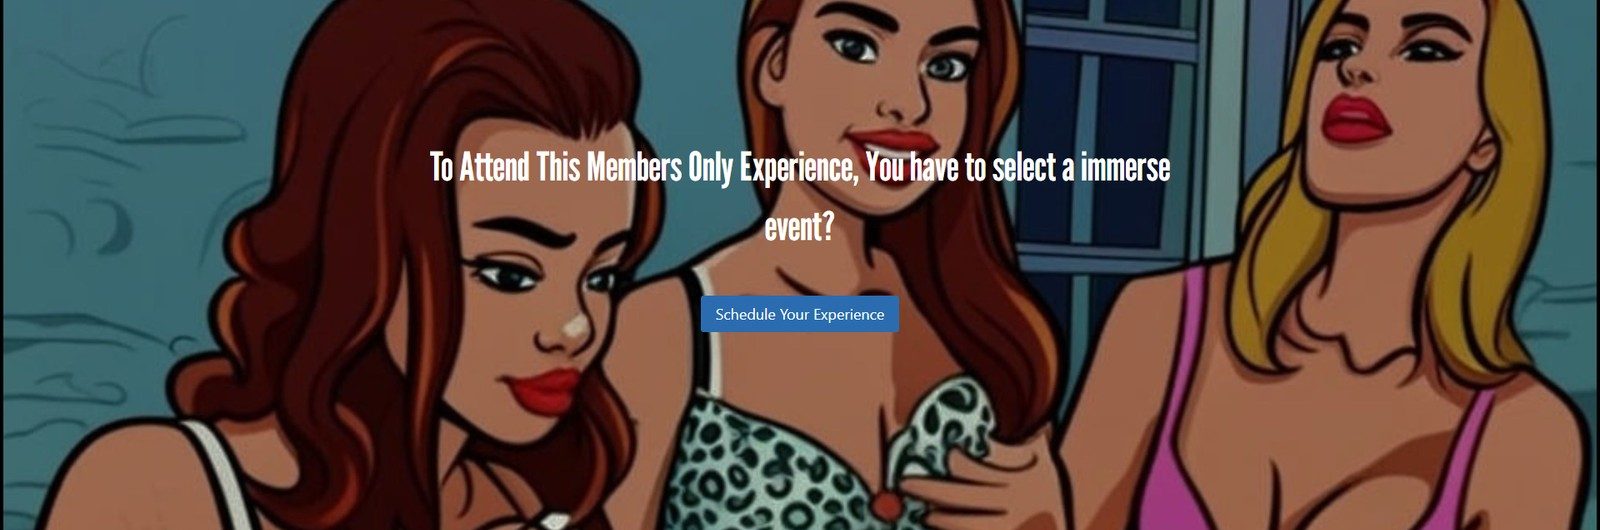 To Attend This Members Only Experience, You have to select a immerse
event?
Schedule Your Experience